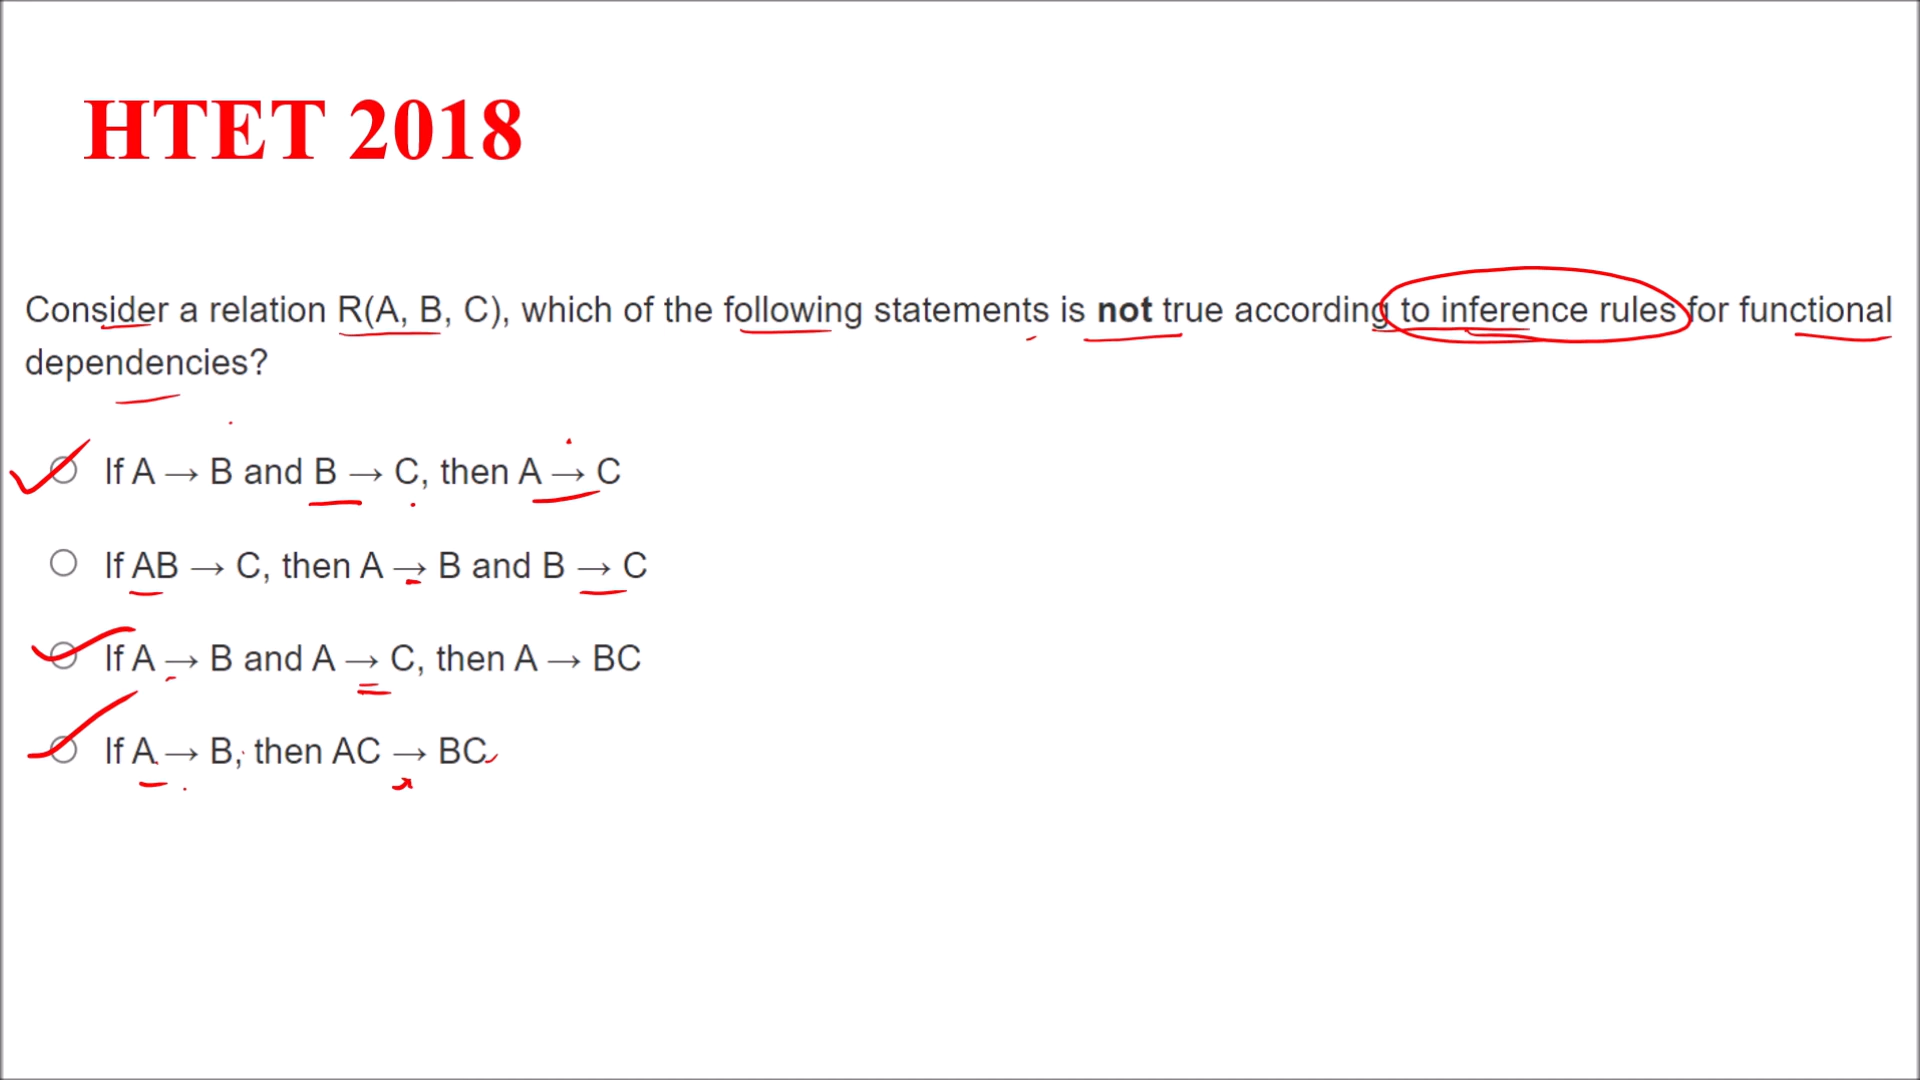 HTET 2018
Consider a relation R(A, B, C), which of the following statements is not true according to inference rules for functional
dependencies?
If A → B and B → C, then A → C
If AB → C, then A → B and B → C
If A → B and A → C, then A → BC
If A → B, then AC → BC